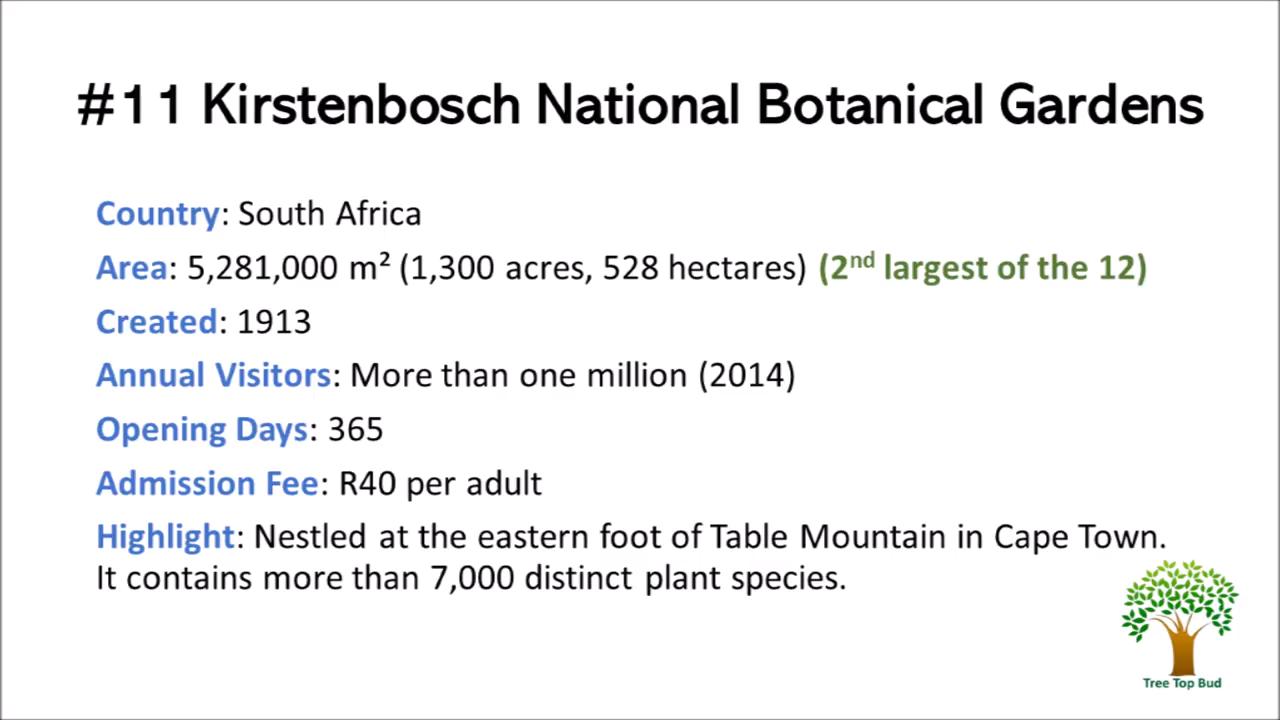 #11 Kirstenbosch National Botanical Gardens
Country: South Africa
Area: 5,281,000 m² (1,300 acres, 528 hectares) (2nd largest of the 12)
Created: 1913
Annual Visitors: More than one million (2014)
Opening Days: 365
Admission Fee: R40 per adult
Highlight: Nestled at the eastern foot of Table Mountain in Cape Town.
It contains more than 7,000 distinct plant species.
Tree Top Bud